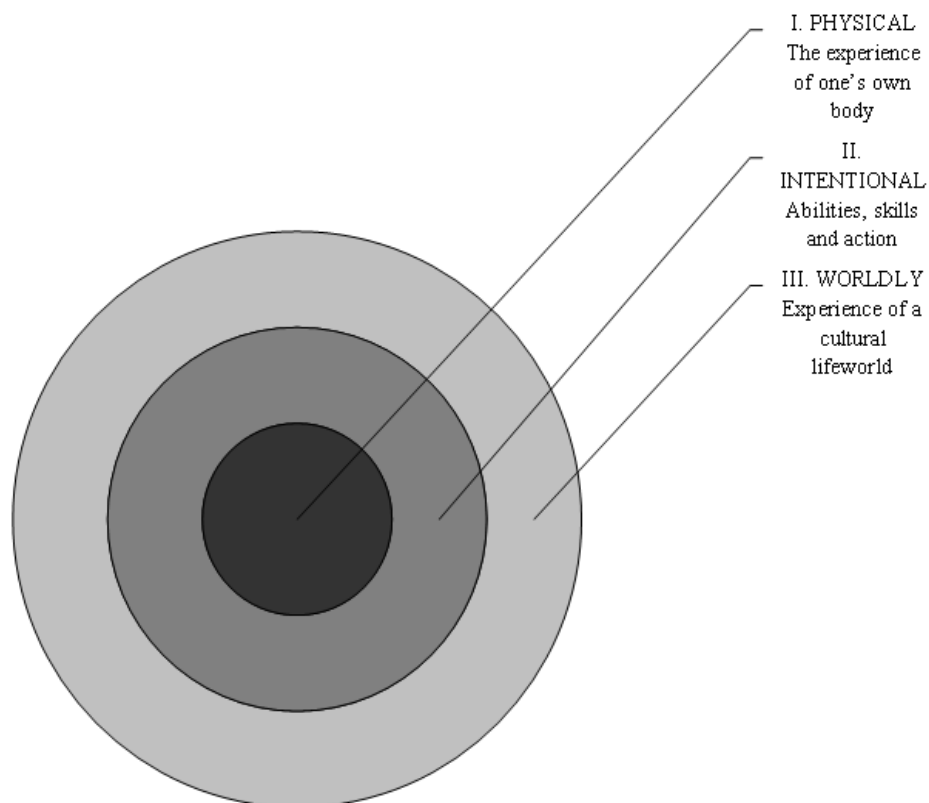 I. PHYSICAL
The experience
of one’s own
body
II.
INTENTIONAL
Abilities, skills
and action
III. WORLDLY
Experience of a
cultural
lifeworld